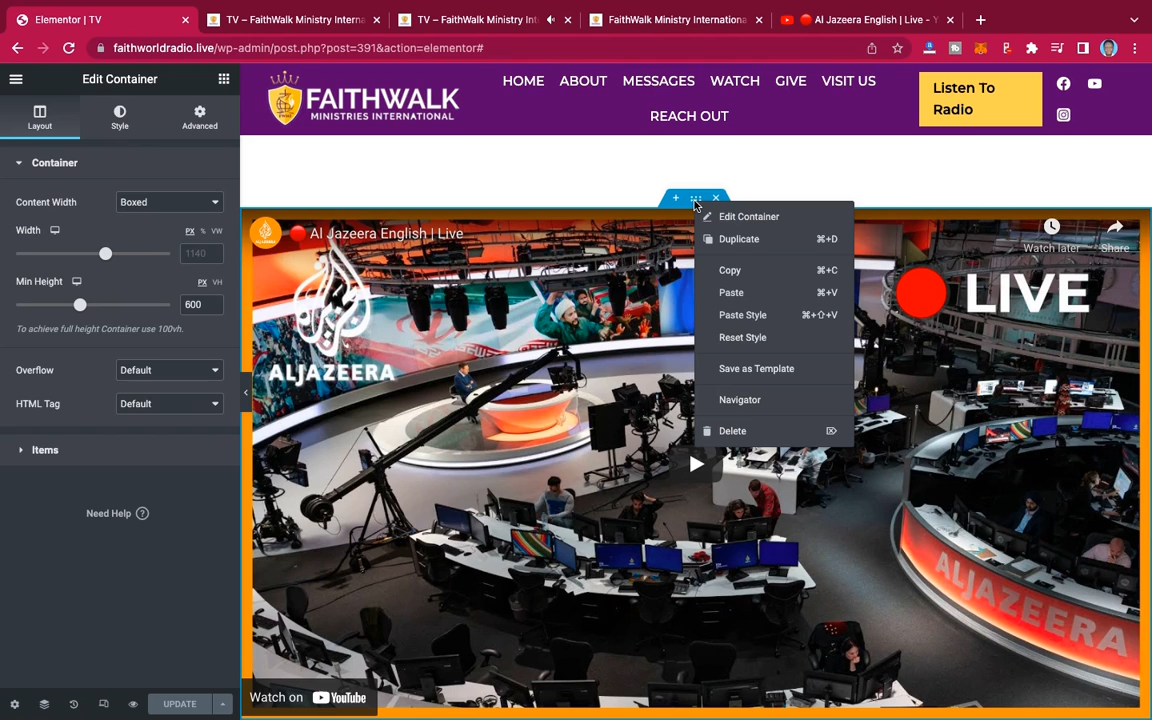 Elementor | TV
TV – FaithWalk Ministry Interna
TV – FaithWalk Ministry Int
FaithWalk Ministry Internationa
Al Jazeera English | Live - Y
faithworldradio.live/wp-admin/post.php?post=391&action=elementor#
Edit Container
Layout
Style
Advanced
Container
Content Width
Boxed
Width
PX % VW
1140
Min Height
PX VH
600
To achieve full height Container use 100vh.
Overflow
Default
HTML Tag
Default
Items
Need Help
UPDATE
FAITHWALK
MINISTRIES INTERNATIONAL
HOME ABOUT MESSAGES WATCH GIVE VISIT US
REACH OUT
Listen To
Radio
Al Jazeera English | Live
Watch later
Share
ALJAZEERA
LIVE
Edit Container
Duplicate ⌘+D
Copy ⌘+C
Paste ⌘+V
Paste Style ⌘+⇧+V
Reset Style
Save as Template
Navigator
Delete ⌦
ALJAZEERA
Watch on YouTube